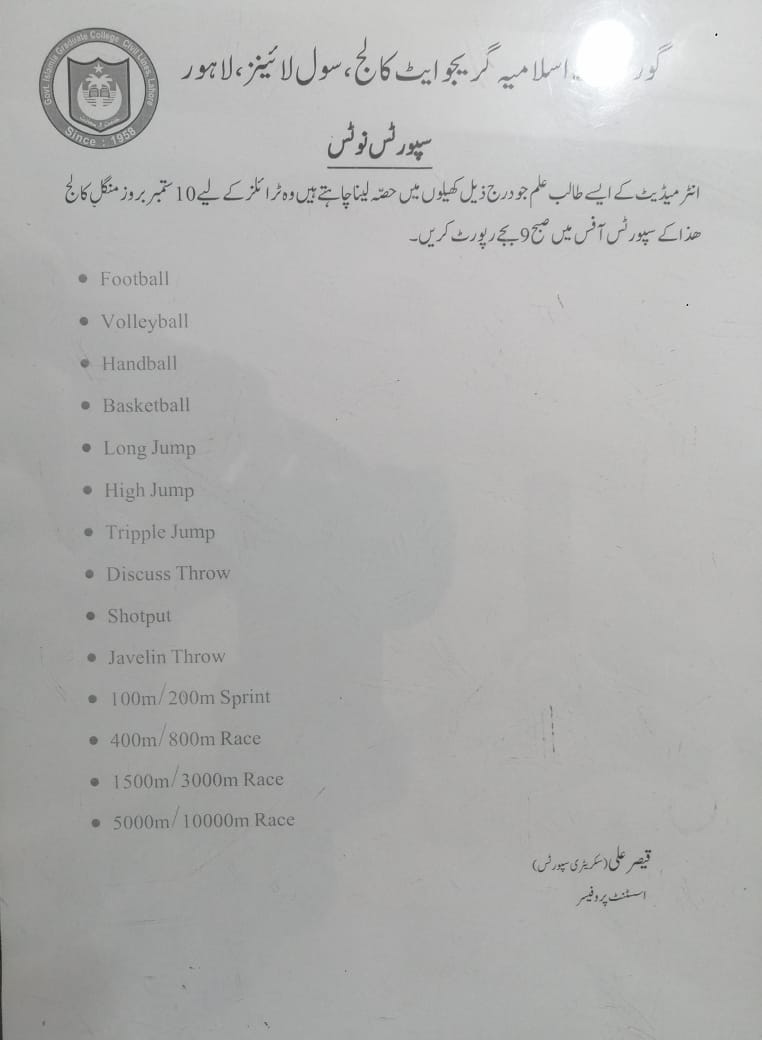 Govt. Islamia Graduate College, Civil Lines, Lahore
Since : 1958
اسلامیہ گریجوایٹ کالج، سول لائینز، لاہور
سپورٹس نوٹس
انٹر میڈیٹ کے ایسے طالب علم جو درج ذیل کھیلوں میں حصّہ لینا چاہتے ہیں وہ ٹرائلز کے لیے 10 ستمبر بروز منگل کالج
ھذا کے سپورٹس آفس میں صبح 9 بجے رپورٹ کریں۔
• Football
• Volleyball
• Handball
• Basketball
• Long Jump
• High Jump
• Tripple Jump
• Discuss Throw
• Shotput
• Javelin Throw
• 100m/200m Sprint
• 400m/800m Race
• 1500m/3000m Race
• 5000m/10000m Race
قیصر علی (سکریٹری سپورٹس)
اسسٹنٹ پروفیسر